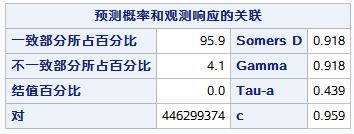 预测概率和观测响应的关联
一致部分所占百分比 95.9 Somers D 0.918
不一致部分所占百分比 4.1 Gamma 0.918
结值百分比 0.0 Tau-a 0.439
对 446299374 c 0.959